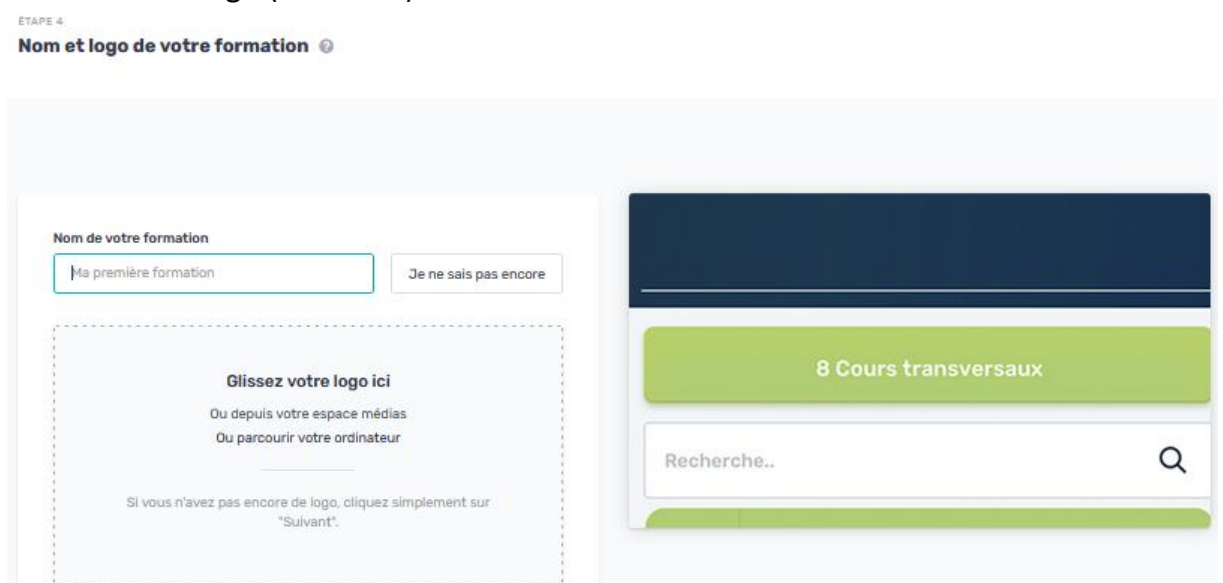 ÉTAPE 4
Nom et logo de votre formation
Nom de votre formation
Ma première formation
Je ne sais pas encore
Glissez votre logo ici
Ou depuis votre espace médias
Ou parcourir votre ordinateur
Si vous n'avez pas encore de logo, cliquez simplement sur
"Suivant".
8 Cours transversaux
Recherche..